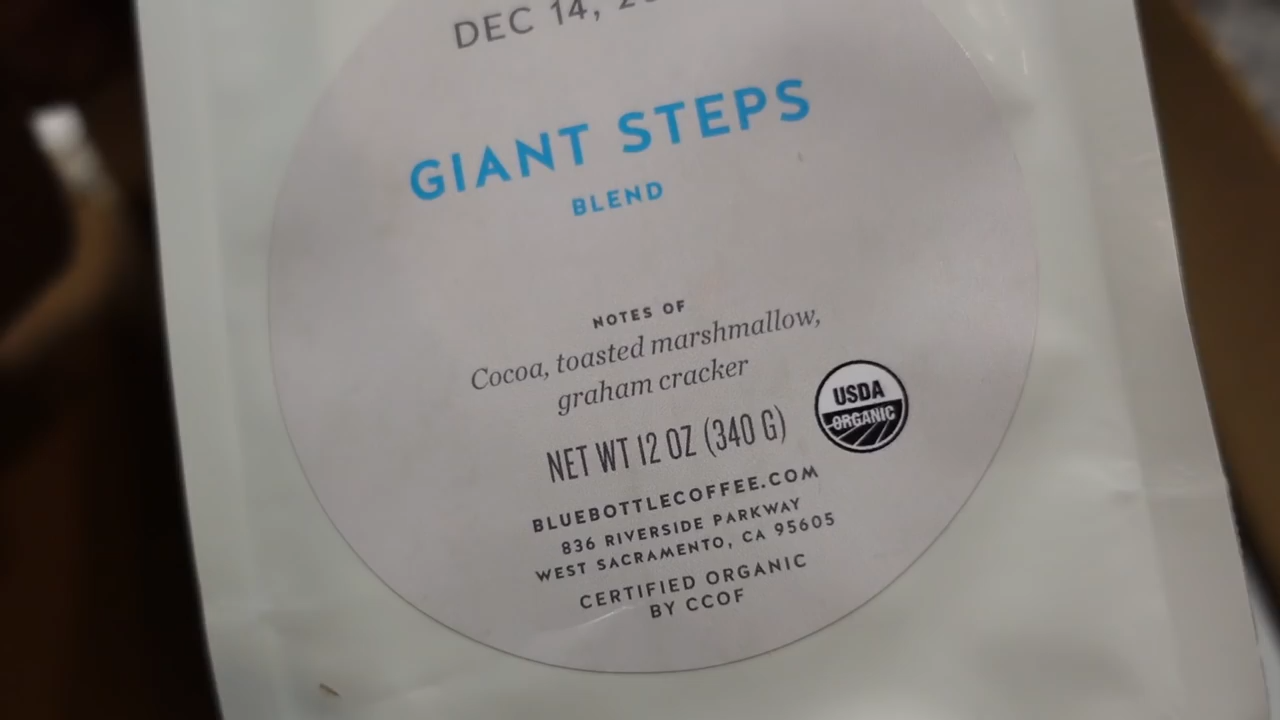 DEC 14,
GIANT STEPS
BLEND
NOTES OF
Cocoa, toasted marshmallow,
graham cracker
USDA
ORGANIC
NET WT 12 OZ (340 G)
BLUEBOTTLECOFFEE.COM
836 RIVERSIDE PARKWAY
WEST SACRAMENTO, CA 95605
CERTIFIED ORGANIC
BY CCOF